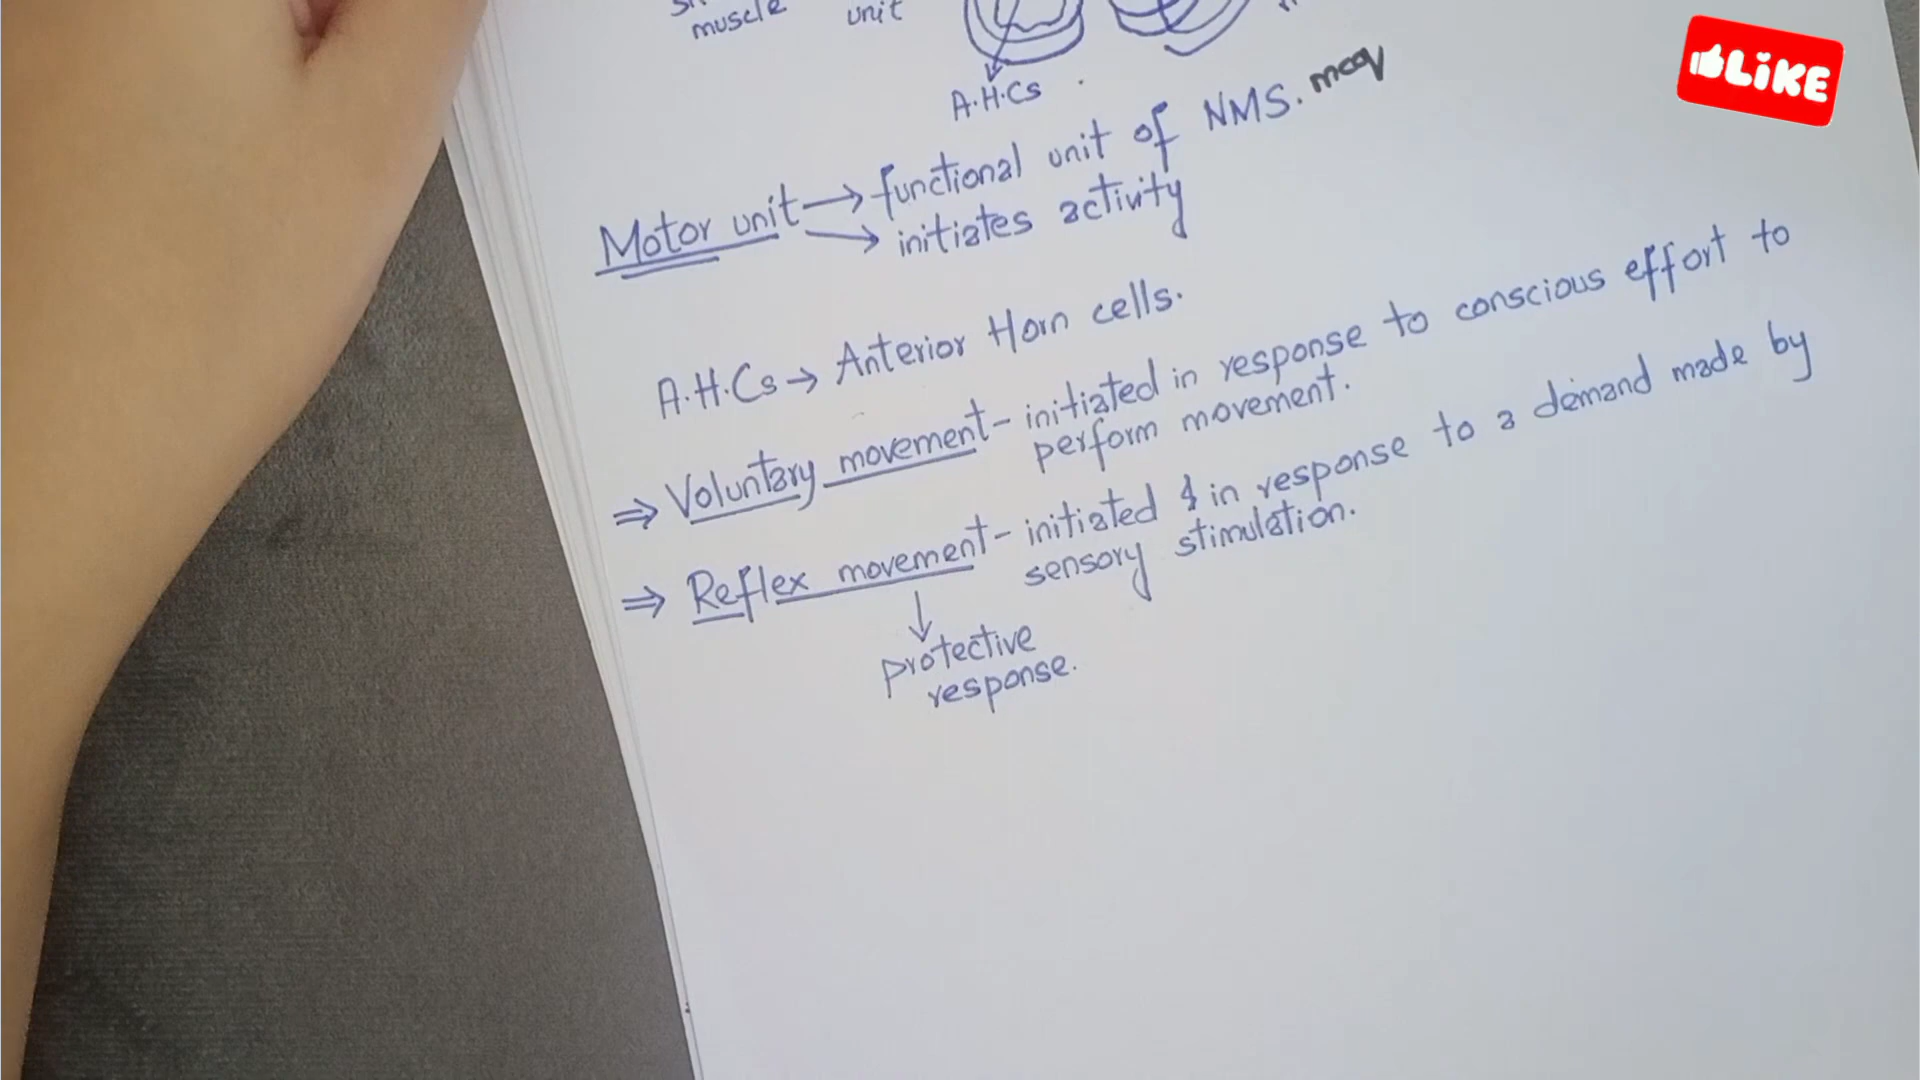 muscle
unit
A.H.Cs
Motor unit → functional unit of NMS. mcq
→ initiates activity
A.H.Cs → Anterior Horn cells.
⇒ Voluntary movement - initiated in response to conscious effort to
perform movement.
⇒ Reflex movement - initiated & in response to a demand made by
sensory stimulation.
↓
protective
response.
LIKE